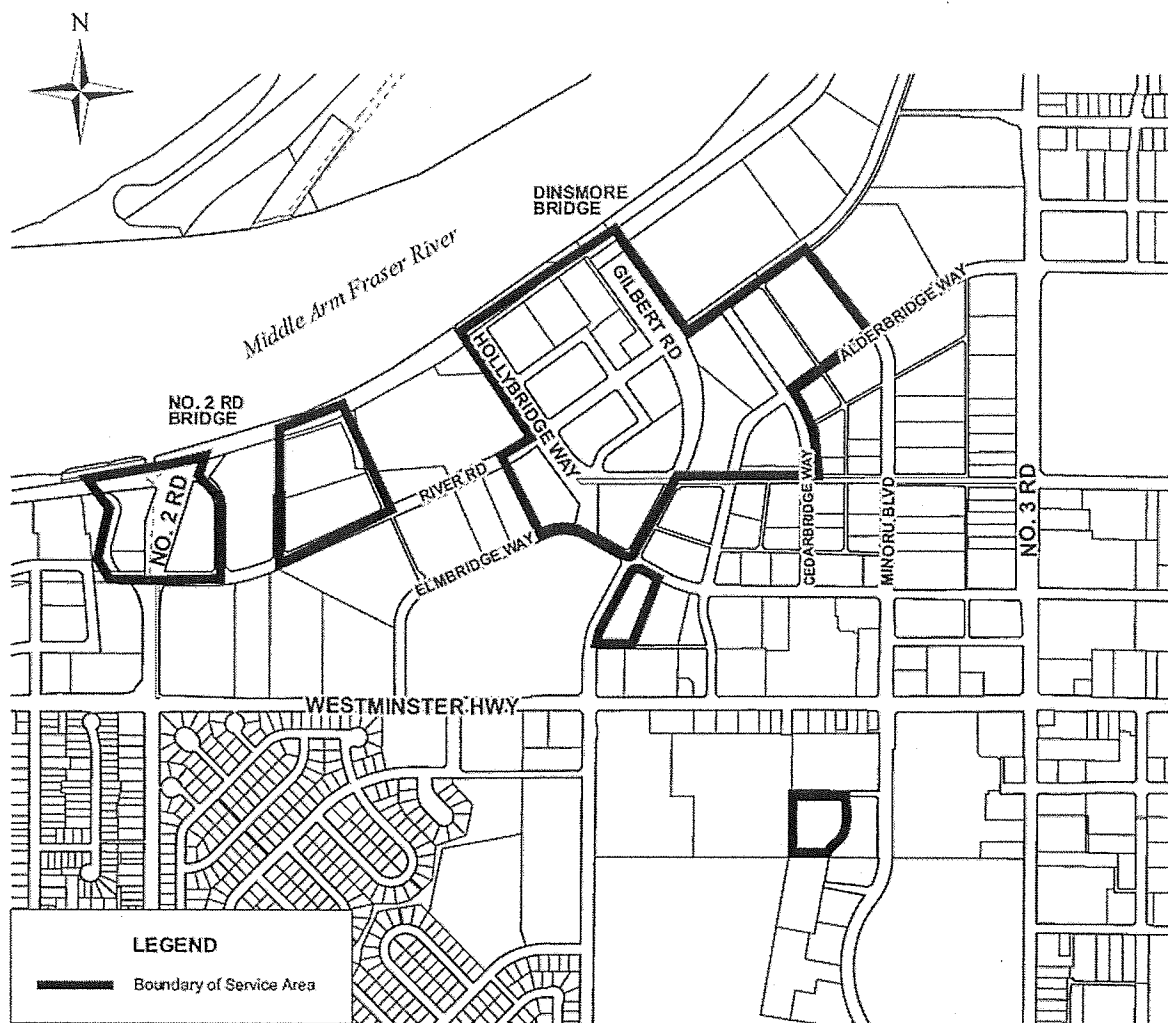 N
DINSMORE
BRIDGE
Middle Arm Fraser River
GILBERT RD
ALDERBRIDGE WAY
HOLLYBRIDGE WAY
NO. 2 RD
BRIDGE
NO. 2 RD
RIVER RD
ELMBRIDGE WAY
CEDARBRIDGE WAY
MINORU BLVD
NO. 3 RD
WESTMINSTER HWY
LEGEND
Boundary of Service Area